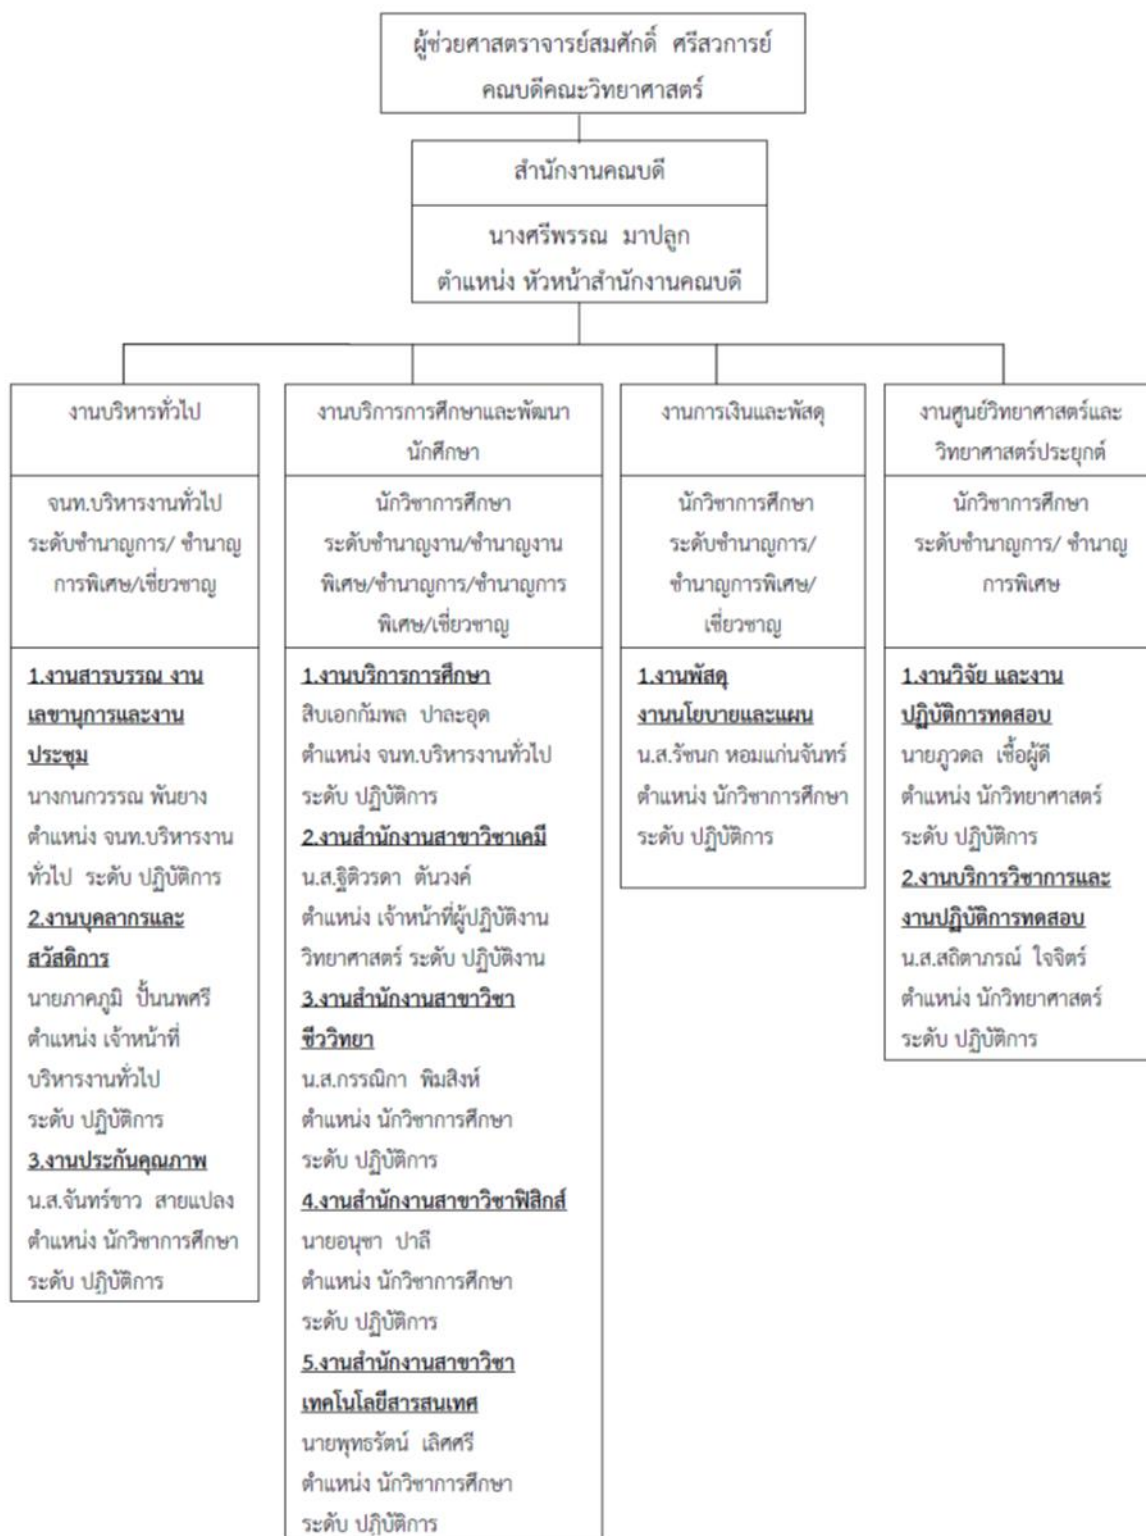 ผู้ช่วยศาสตราจารย์สมศักดิ์ ศรีสวการย์
คณบดีคณะวิทยาศาสตร์
สำนักงานคณบดี
นางศรีพรรณ มาปลูก
ตำแหน่ง หัวหน้าสำนักงานคณบดี
งานบริหารทั่วไป
จนท.บริหารงานทั่วไป
ระดับชำนาญการ/ ชำนาญ
การพิเศษ/เชี่ยวชาญ
1.งานสารบรรณ งาน
เลขานุการและงาน
ประชุม
นางกนกวรรณ พันยาง
ตำแหน่ง จนท.บริหารงาน
ทั่วไป ระดับ ปฏิบัติการ
2.งานบุคลากรและ
สวัสดิการ
นายภาคภูมิ ปั้นนพศรี
ตำแหน่ง เจ้าหน้าที่
บริหารงานทั่วไป
ระดับ ปฏิบัติการ
3.งานประกันคุณภาพ
น.ส.จันทร์ขาว สายแปลง
ตำแหน่ง นักวิชาการศึกษา
ระดับ ปฏิบัติการ
งานบริการการศึกษาและพัฒนา
นักศึกษา
นักวิชาการศึกษา
ระดับชำนาญงาน/ชำนาญงาน
พิเศษ/ชำนาญการ/ชำนาญการ
พิเศษ/เชี่ยวชาญ
1.งานบริการการศึกษา
สิบเอกกัมพล ปาละอุด
ตำแหน่ง จนท.บริหารงานทั่วไป
ระดับ ปฏิบัติการ
2.งานสำนักงานสาขาวิชาเคมี
น.ส.ฐิติวรดา ตันวงค์
ตำแหน่ง เจ้าหน้าที่ผู้ปฏิบัติงาน
วิทยาศาสตร์ ระดับ ปฏิบัติงาน
3.งานสำนักงานสาขาวิชา
ชีววิทยา
น.ส.กรรณิกา พิมสิงห์
ตำแหน่ง นักวิชาการศึกษา
ระดับ ปฏิบัติการ
4.งานสำนักงานสาขาวิชาฟิสิกส์
นายอนุชา ปาลี
ตำแหน่ง นักวิชาการศึกษา
ระดับ ปฏิบัติการ
5.งานสำนักงานสาขาวิชา
เทคโนโลยีสารสนเทศ
นายพุทธรัตน์ เลิศศรี
ตำแหน่ง นักวิชาการศึกษา
ระดับ ปฏิบัติการ
งานการเงินและพัสดุ
นักวิชาการศึกษา
ระดับชำนาญการ/
ชำนาญการพิเศษ/
เชี่ยวชาญ
1.งานพัสดุ
งานนโยบายและแผน
น.ส.รัชนก หอมแก่นจันทร์
ตำแหน่ง นักวิชาการศึกษา
ระดับ ปฏิบัติการ
งานศูนย์วิทยาศาสตร์และ
วิทยาศาสตร์ประยุกต์
นักวิชาการศึกษา
ระดับชำนาญการ/ ชำนาญ
การพิเศษ
1.งานวิจัย และงาน
ปฏิบัติการทดสอบ
นายภูวดล เชื้อผู้ดี
ตำแหน่ง นักวิทยาศาสตร์
ระดับ ปฏิบัติการ
2.งานบริการวิชาการและ
งานปฏิบัติการทดสอบ
น.ส.สถิตาภรณ์ ใจจิตร์
ตำแหน่ง นักวิทยาศาสตร์
ระดับ ปฏิบัติการ